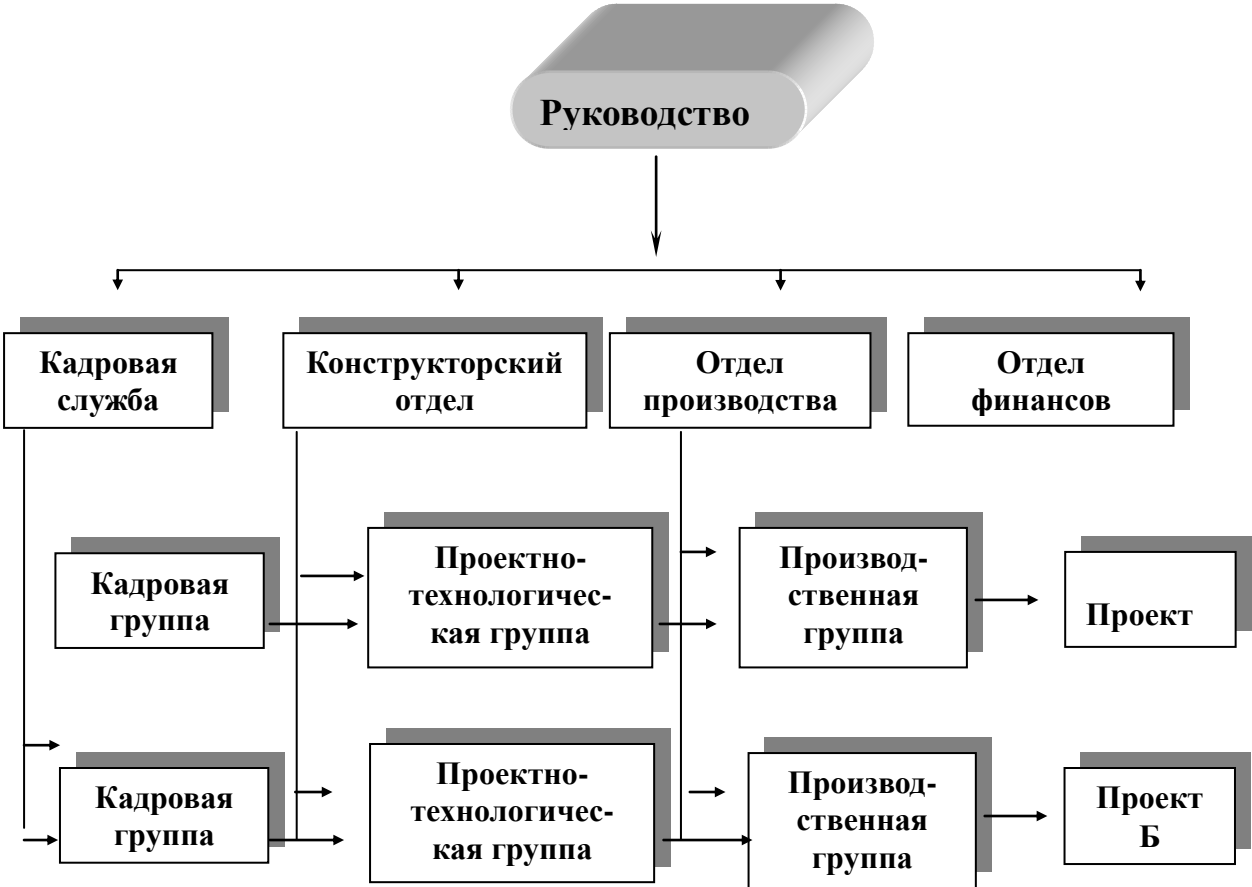 Руководство
Кадровая
служба
Конструкторский
отдел
Отдел
производства
Отдел
финансов
Кадровая
группа
Проектно-
технологичес-
кая группа
Производ-
ственная
группа
Проект
Кадровая
группа
Проектно-
технологичес-
кая группа
Производ-
ственная
группа
Проект
Б